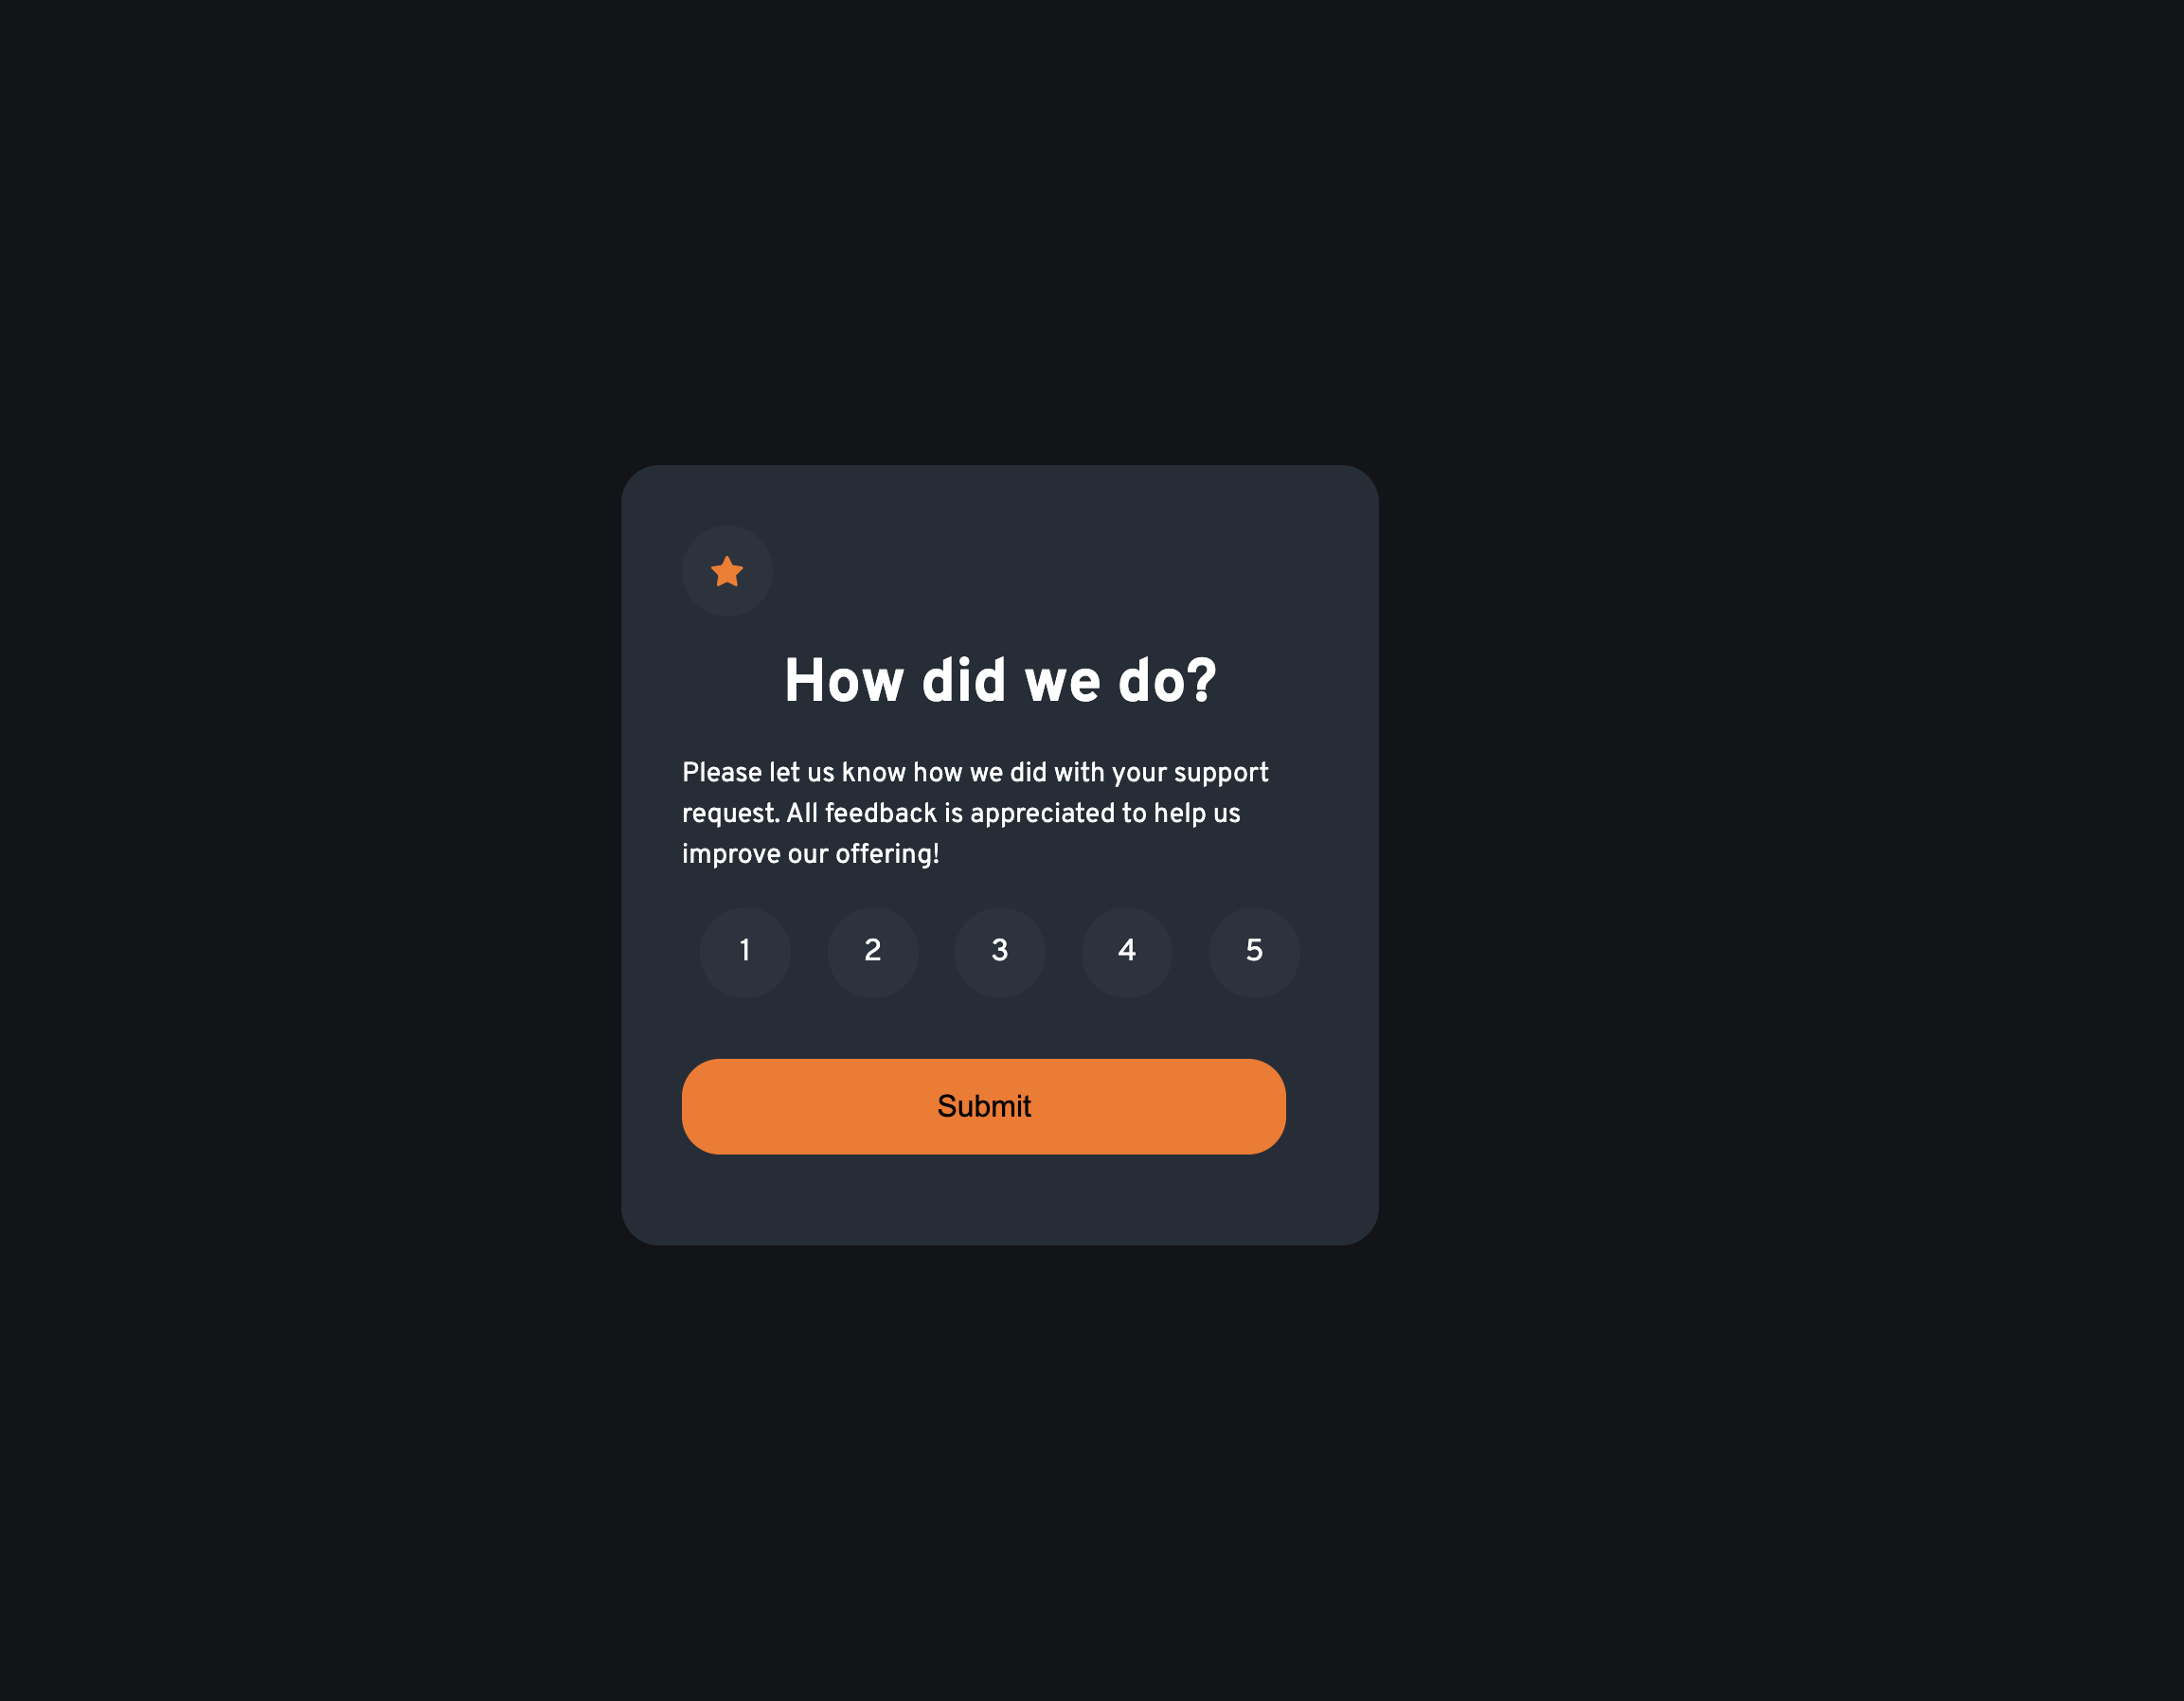 How did we do?
Please let us know how we did with your support
request. All feedback is appreciated to help us
improve our offering!
1 2 3 4 5
Submit